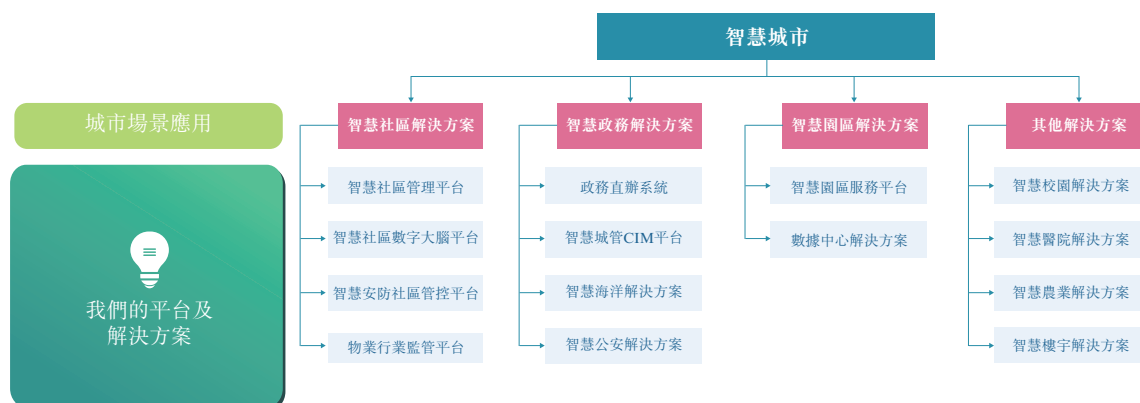 智慧城市
城市場景應用
智慧社區解決方案
智慧政務解決方案
智慧園區解決方案
其他解決方案
我們的平台及
解決方案
智慧社區管理平台
智慧社區數字大腦平台
智慧安防社區管控平台
物業行業監管平台
政務直辦系統
智慧城管CIM平台
智慧海洋解決方案
智慧公安解決方案
智慧園區服務平台
數據中心解決方案
智慧校園解決方案
智慧醫院解決方案
智慧農業解決方案
智慧樓宇解決方案